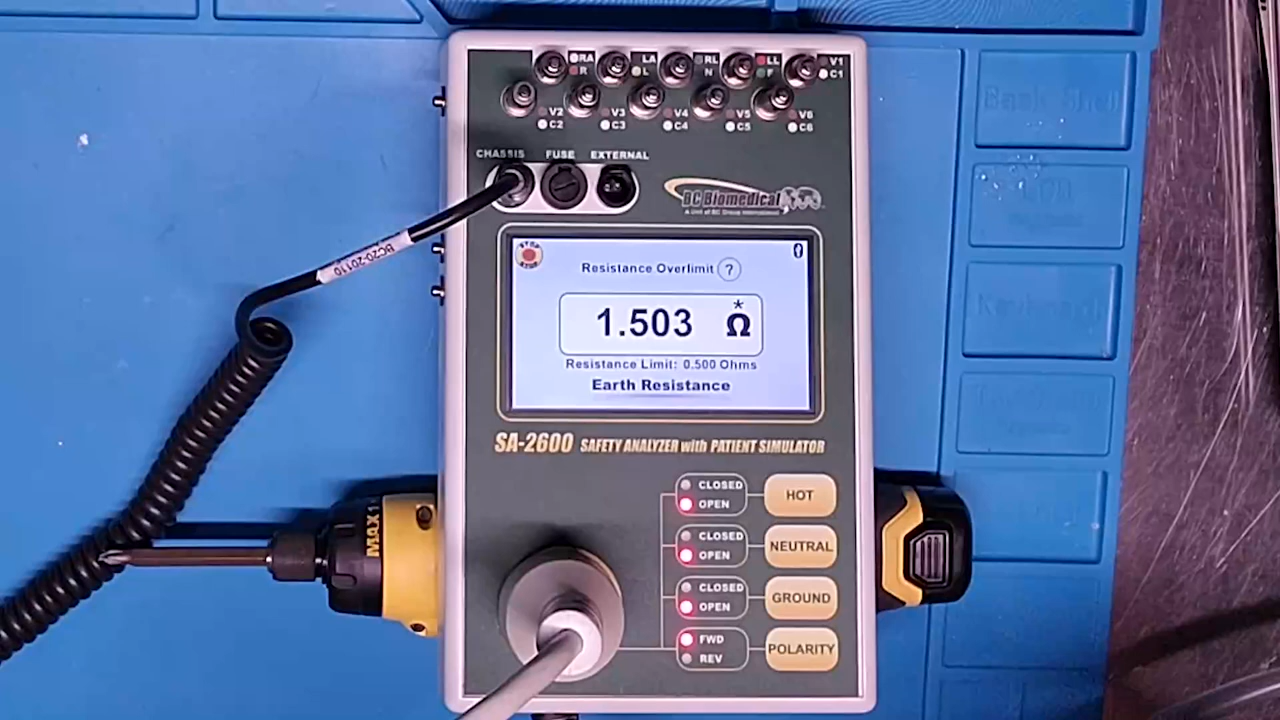 RA LA RL LL V1
R L N F C1
V2 V3 V4 V5 V6
C2 C3 C4 C5 C6
CHASSIS FUSE EXTERNAL
BC Biomedical
A Unit of BC Group International
BC20-20110
STOP
Resistance Overlimit ?
1.503 Ω*
Resistance Limit: 0.500 Ohms
Earth Resistance
SA-2600 SAFETY ANALYZER with PATIENT SIMULATOR
CLOSED
OPEN
HOT
CLOSED
OPEN
NEUTRAL
CLOSED
OPEN
GROUND
FWD
REV
POLARITY
MAX
Back Shell